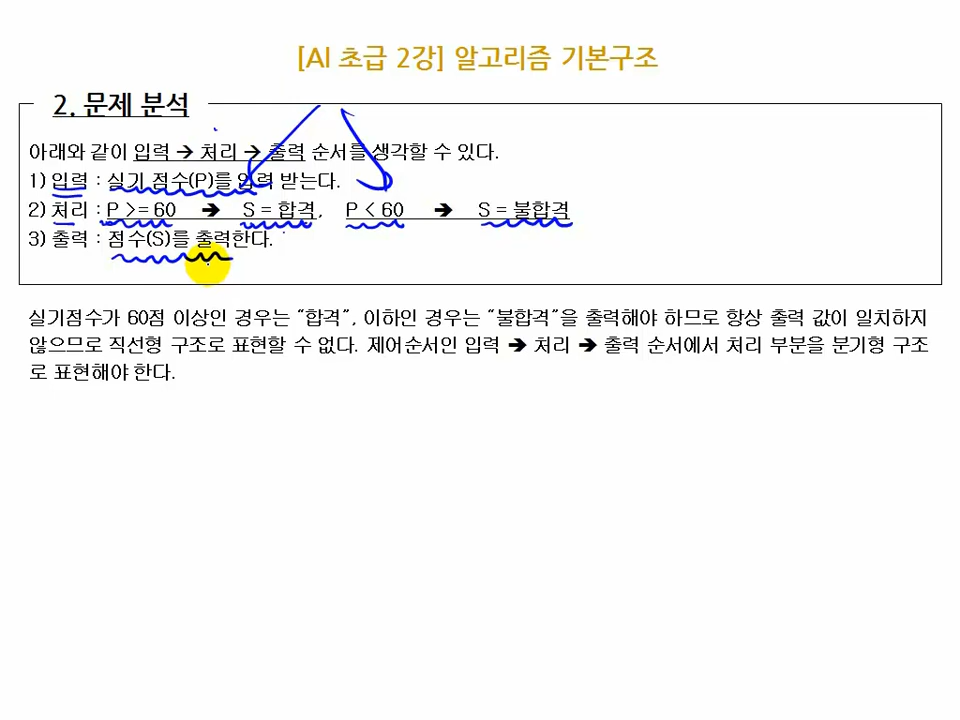 [AI 초급 2강] 알고리즘 기본구조
2. 문제 분석
아래와 같이 입력 → 처리 → 출력 순서를 생각할 수 있다.
1) 입력 : 실기 점수(P)를 입력 받는다.
2) 처리 : P >= 60 → S = 합격, P < 60 → S = 불합격
3) 출력 : 점수(S)를 출력한다.
실기점수가 60점 이상인 경우는 “합격”, 이하인 경우는 “불합격”을 출력해야 하므로 항상 출력 값이 일치하지
않으므로 직선형 구조로 표현할 수 없다. 제어순서인 입력 → 처리 → 출력 순서에서 처리 부분을 분기형 구조
로 표현해야 한다.